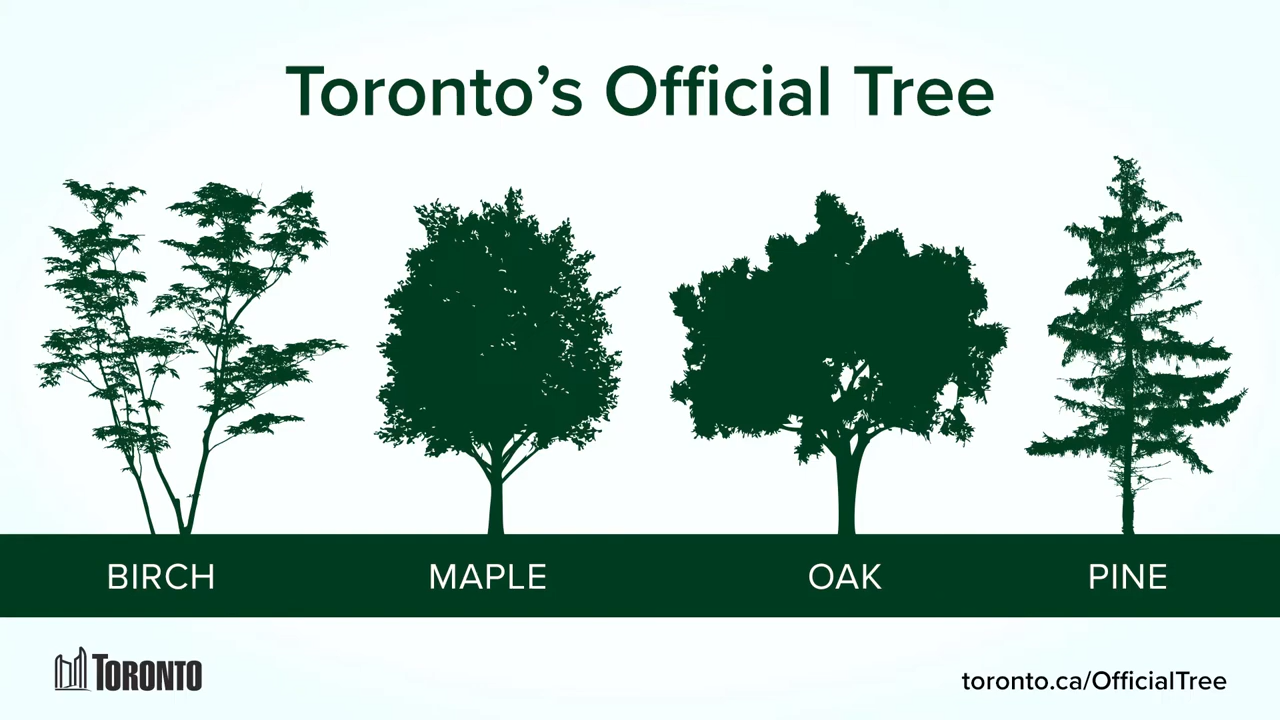 Toronto’s Official Tree
BIRCH
MAPLE
OAK
PINE
TORONTO
toronto.ca/OfficialTree